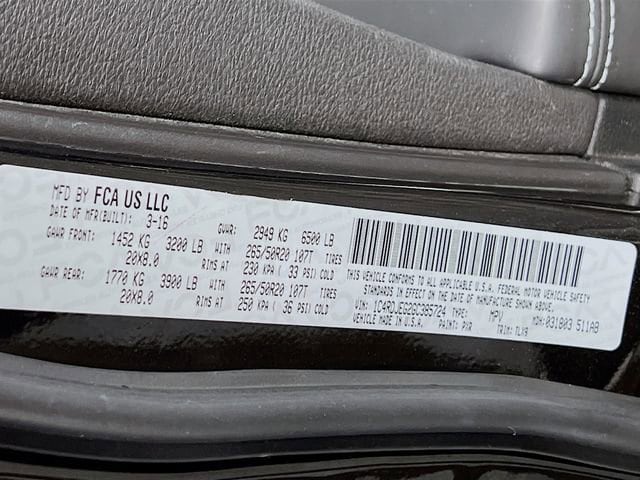 MFD BY FCA US LLC
DATE OF MFR(BUILT): 3-16 GVWR: 2949 KG 6500 LB
GAWR FRONT: 1452 KG 3200 LB WITH 265/50R20 107T TIRES
20X8.0 RIMS AT 230 KPA ( 33 PSI) COLD
GAWR REAR: 1770 KG 3900 LB WITH 265/50R20 107T TIRES
20X8.0 RIMS AT 250 KPA ( 36 PSI) COLD
THIS VEHICLE CONFORMS TO ALL APPLICABLE U.S.A. FEDERAL MOTOR VEHICLE SAFETY
STANDARDS IN EFFECT ON THE DATE OF MANUFACTURE SHOWN ABOVE.
VIN: 1C4RDJEG2GC385724 TYPE: MPV MDH:031803 511AB
VEHICLE MADE IN U.S.A. PAINT: PXR TRIM: TLX9